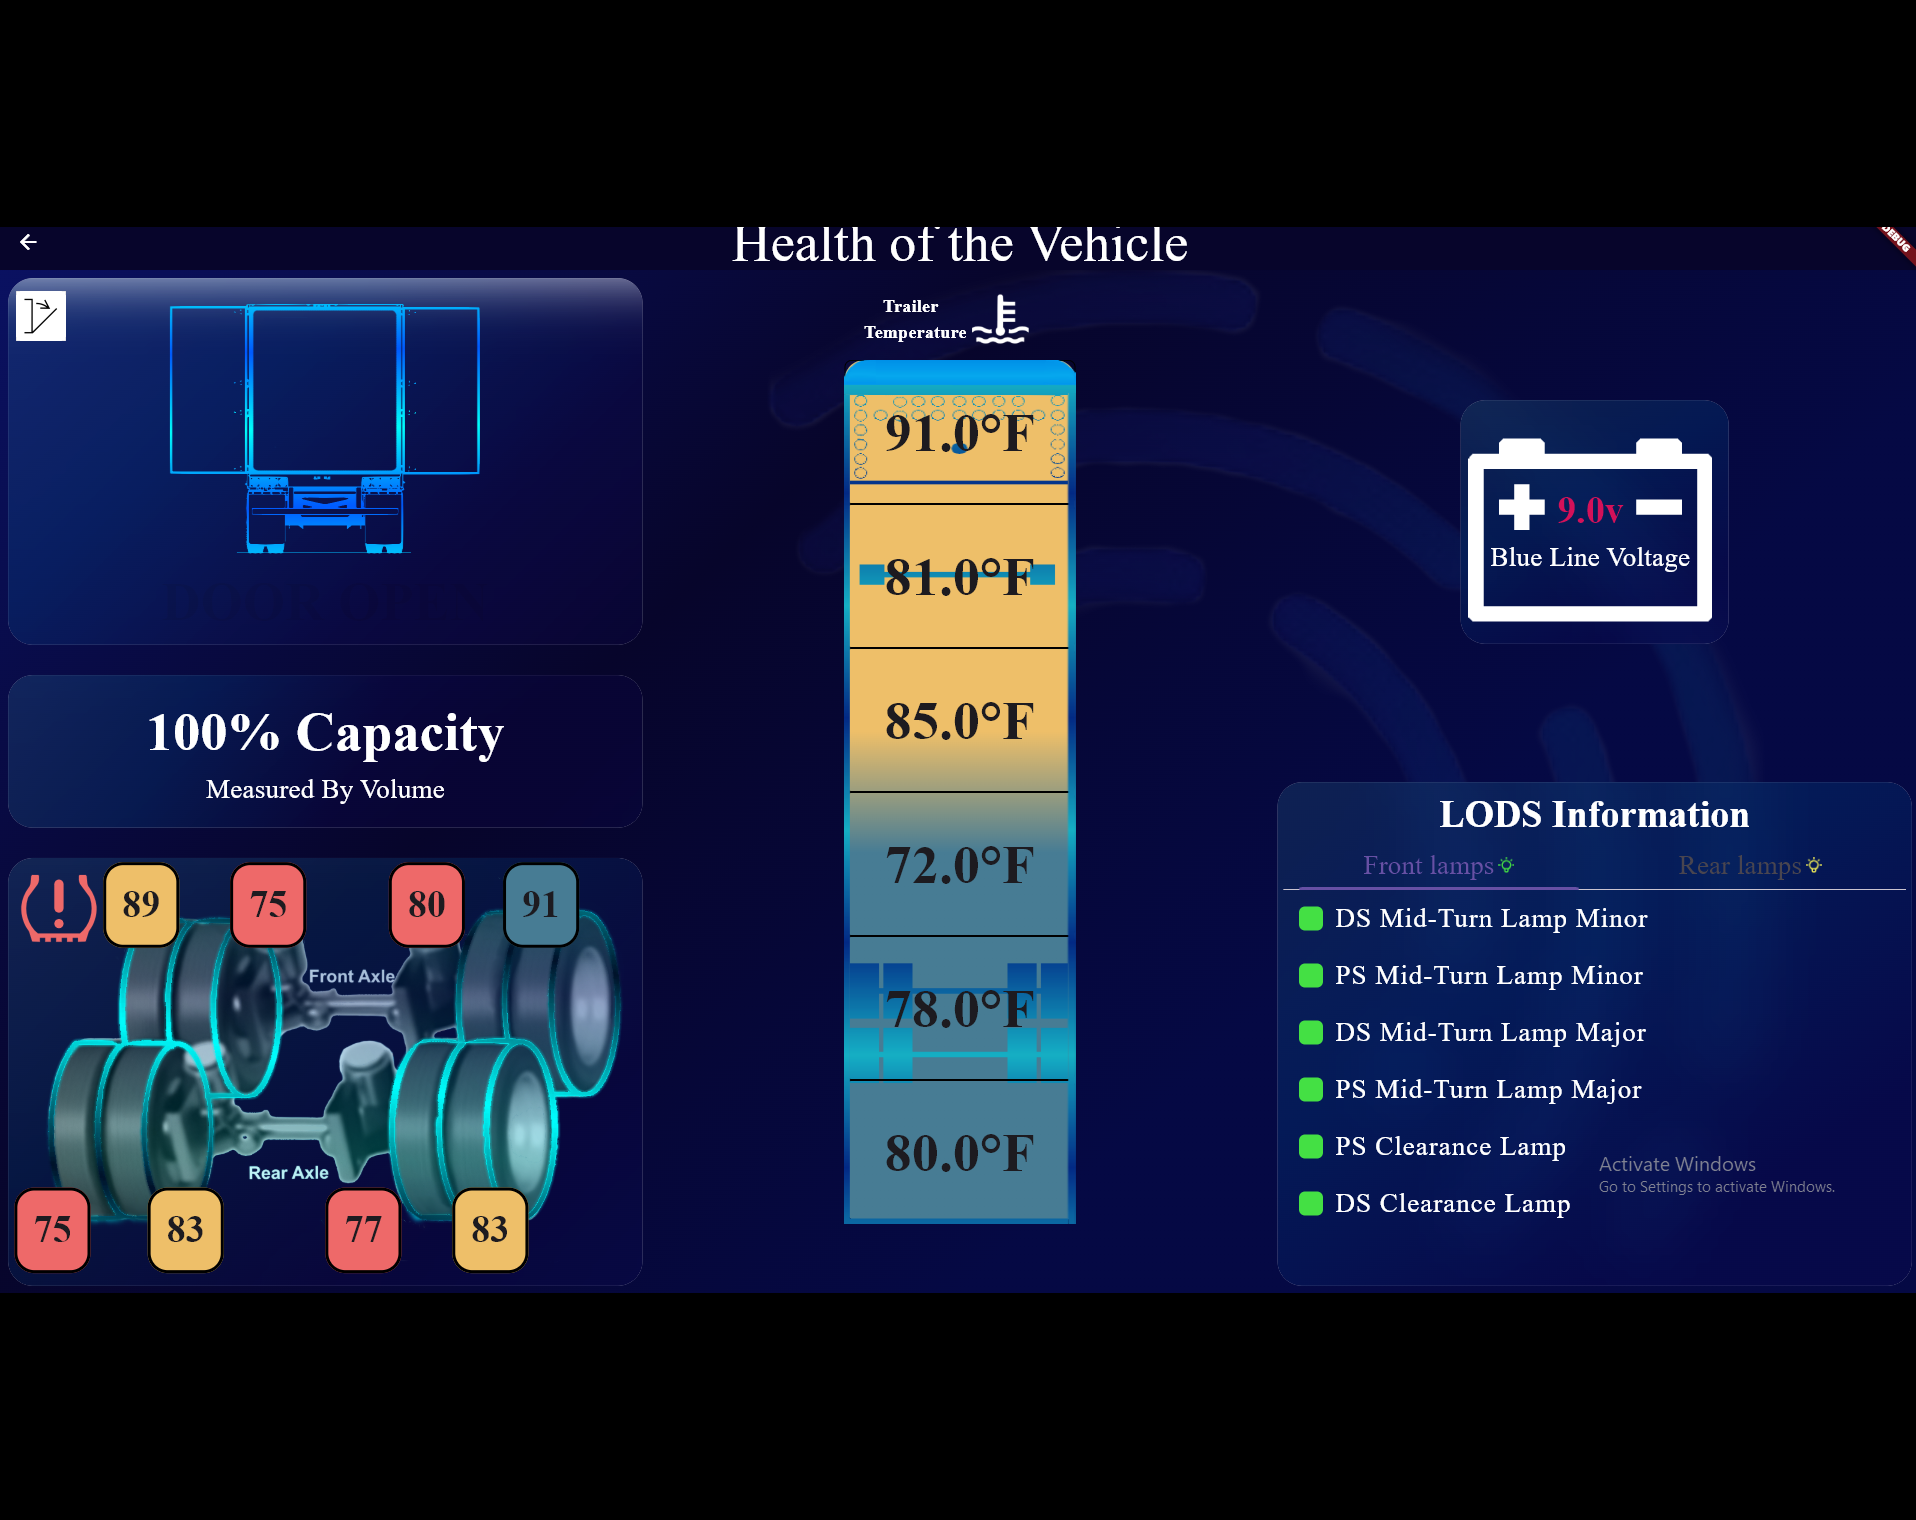 Health of the Vehicle
DEBUG
Trailer
Temperature
91.0°F
81.0°F
85.0°F
72.0°F
78.0°F
80.0°F
100% Capacity
Measured By Volume
89
75
80
91
Front Axle
Rear Axle
75
83
77
83
9.0v
Blue Line Voltage
LODS Information
Front lamps
Rear lamps
DS Mid-Turn Lamp Minor
PS Mid-Turn Lamp Minor
DS Mid-Turn Lamp Major
PS Mid-Turn Lamp Major
PS Clearance Lamp
DS Clearance Lamp
Activate Windows
Go to Settings to activate Windows.